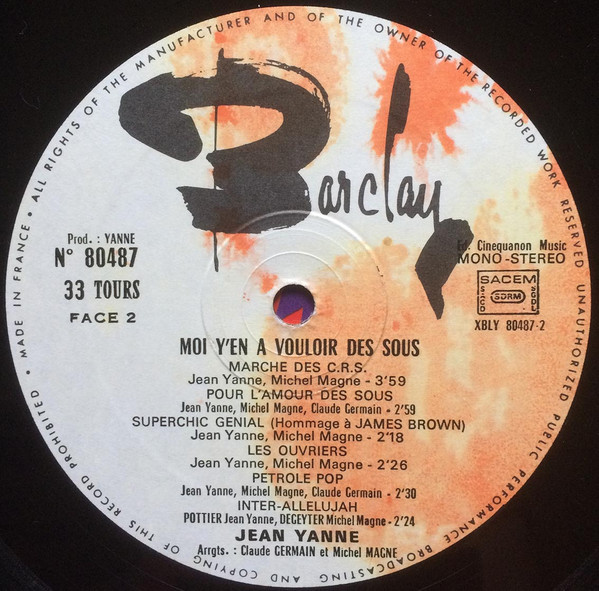 • MADE IN FRANCE • ALL RIGHTS OF THE MANUFACTURER AND OF THE OWNER OF THE RECORDED WORK RESERVED UNAUTHORIZED PUBLIC PERFORMANCE BROADCASTING AND COPYING OF THIS RECORD PROHIBITED
Barclay
Prod. : YANNE
N° 80487
33 TOURS
FACE 2
Ed. Cinequanon Music
MONO-STEREO
SACEM
SACD
SDRM
SGDL
XBLY 80487-2
MOI Y'EN A VOULOIR DES SOUS
MARCHE DES C.R.S.
Jean Yanne, Michel Magne - 3'59
POUR L'AMOUR DES SOUS
Jean Yanne, Michel Magne, Claude Germain - 2'59
SUPERCHIC GENIAL (Hommage à JAMES BROWN)
Jean Yanne, Michel Magne - 2'18
LES OUVRIERS
Jean Yanne, Michel Magne - 2'26
PETROLE POP
Jean Yanne, Michel Magne, Claude Germain - 2'30
INTER-ALLELUJAH
POTTIER Jean Yanne, DEGEYTER Michel Magne - 2'24
JEAN YANNE
Arrgts. : Claude GERMAIN et Michel MAGNE